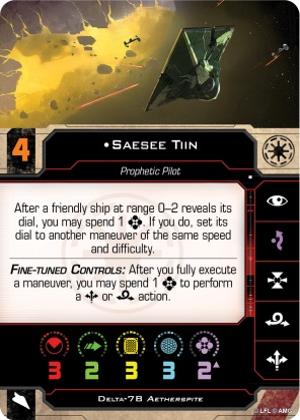 4
• Saesee Tiin
Prophetic Pilot
After a friendly ship at range 0–2 reveals its
dial, you may spend 1 . If you do, set its
dial to another maneuver of the same speed
and difficulty.
Fine-tuned Controls: After you fully execute
a maneuver, you may spend 1 to perform
a or action.
3 2 3 3 2
Delta-7B Aethersprite
© LFL © AMG